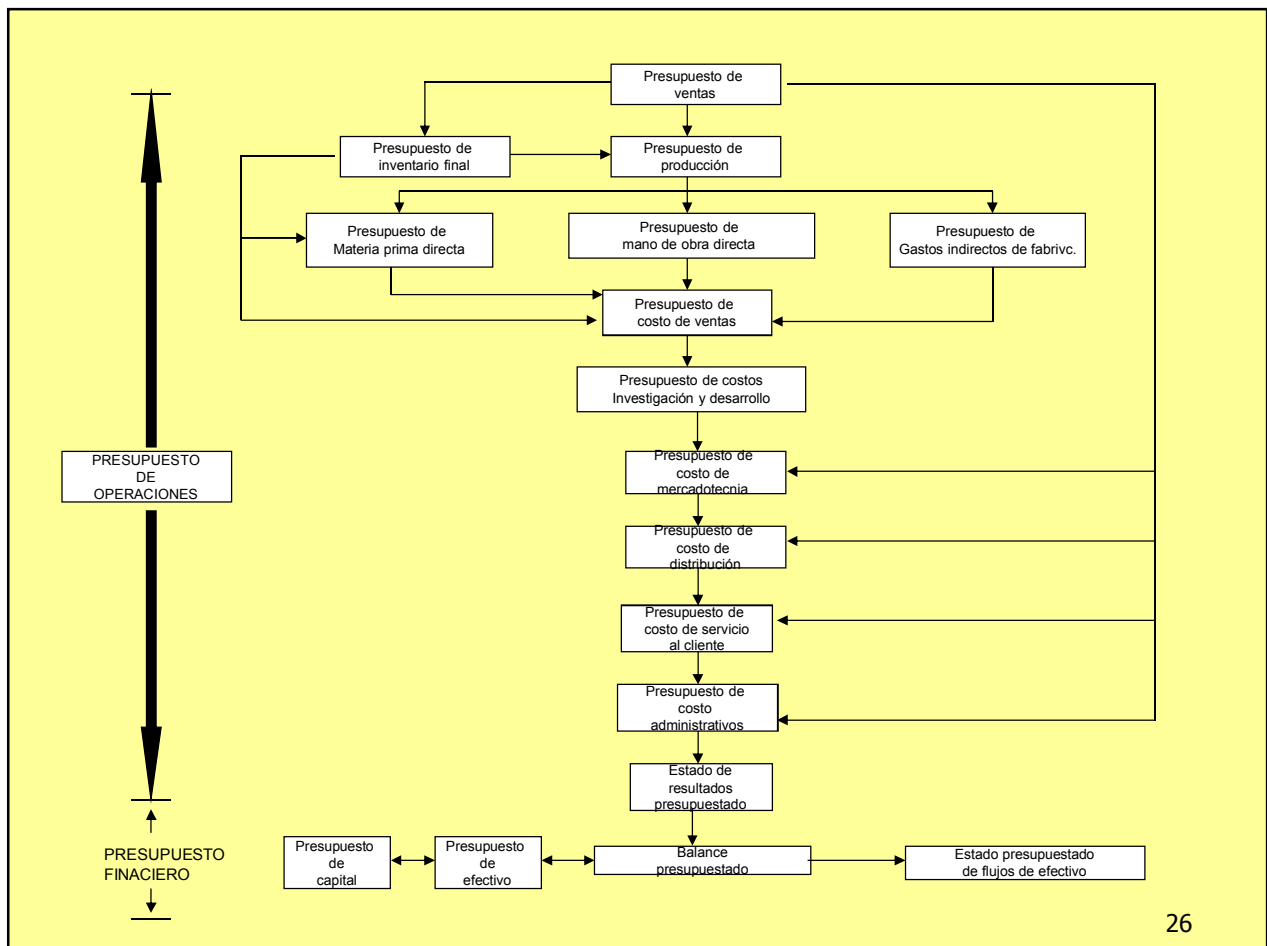 Presupuesto de
ventas
Presupuesto de
inventario final
Presupuesto de
producción
Presupuesto de
Materia prima directa
Presupuesto de
mano de obra directa
Presupuesto de
Gastos indirectos de fabrivc.
Presupuesto de
costo de ventas
Presupuesto de costos
Investigación y desarrollo
PRESUPUESTO
DE
OPERACIONES
Presupuesto de
costo de
mercadotecnia
Presupuesto de
costo de
distribución
Presupuesto de
costo de servicio
al cliente
Presupuesto de
costo
administrativos
Estado de
resultados
presupuestado
PRESUPUESTO
FINACIERO
Presupuesto
de
capital
Presupuesto
de
efectivo
Balance
presupuestado
Estado presupuestado
de flujos de efectivo
26